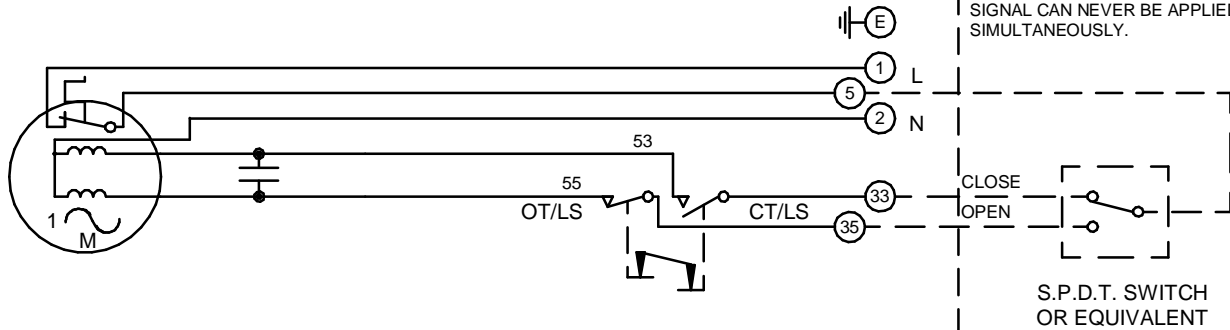 SIGNAL CAN NEVER BE APPLIED
SIMULTANEOUSLY.
E
1
L
5
2
N
53
55
OT/LS
CT/LS
33
35
CLOSE
OPEN
1
M
S.P.D.T. SWITCH
OR EQUIVALENT